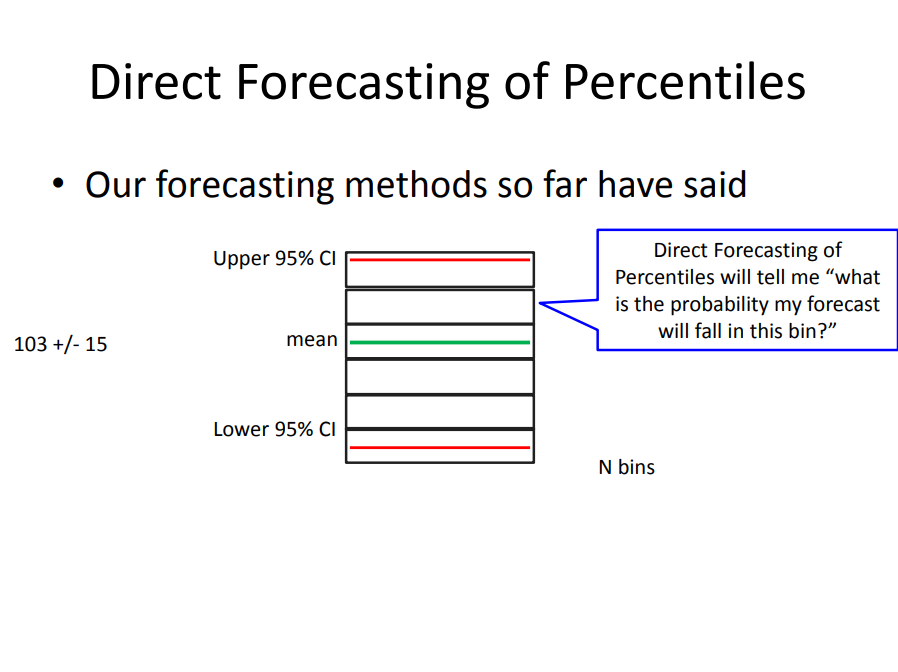 Direct Forecasting of Percentiles
• Our forecasting methods so far have said
Upper 95% CI
Direct Forecasting of
Percentiles will tell me “what
is the probability my forecast
will fall in this bin?”
103 +/- 15
mean
Lower 95% CI
N bins